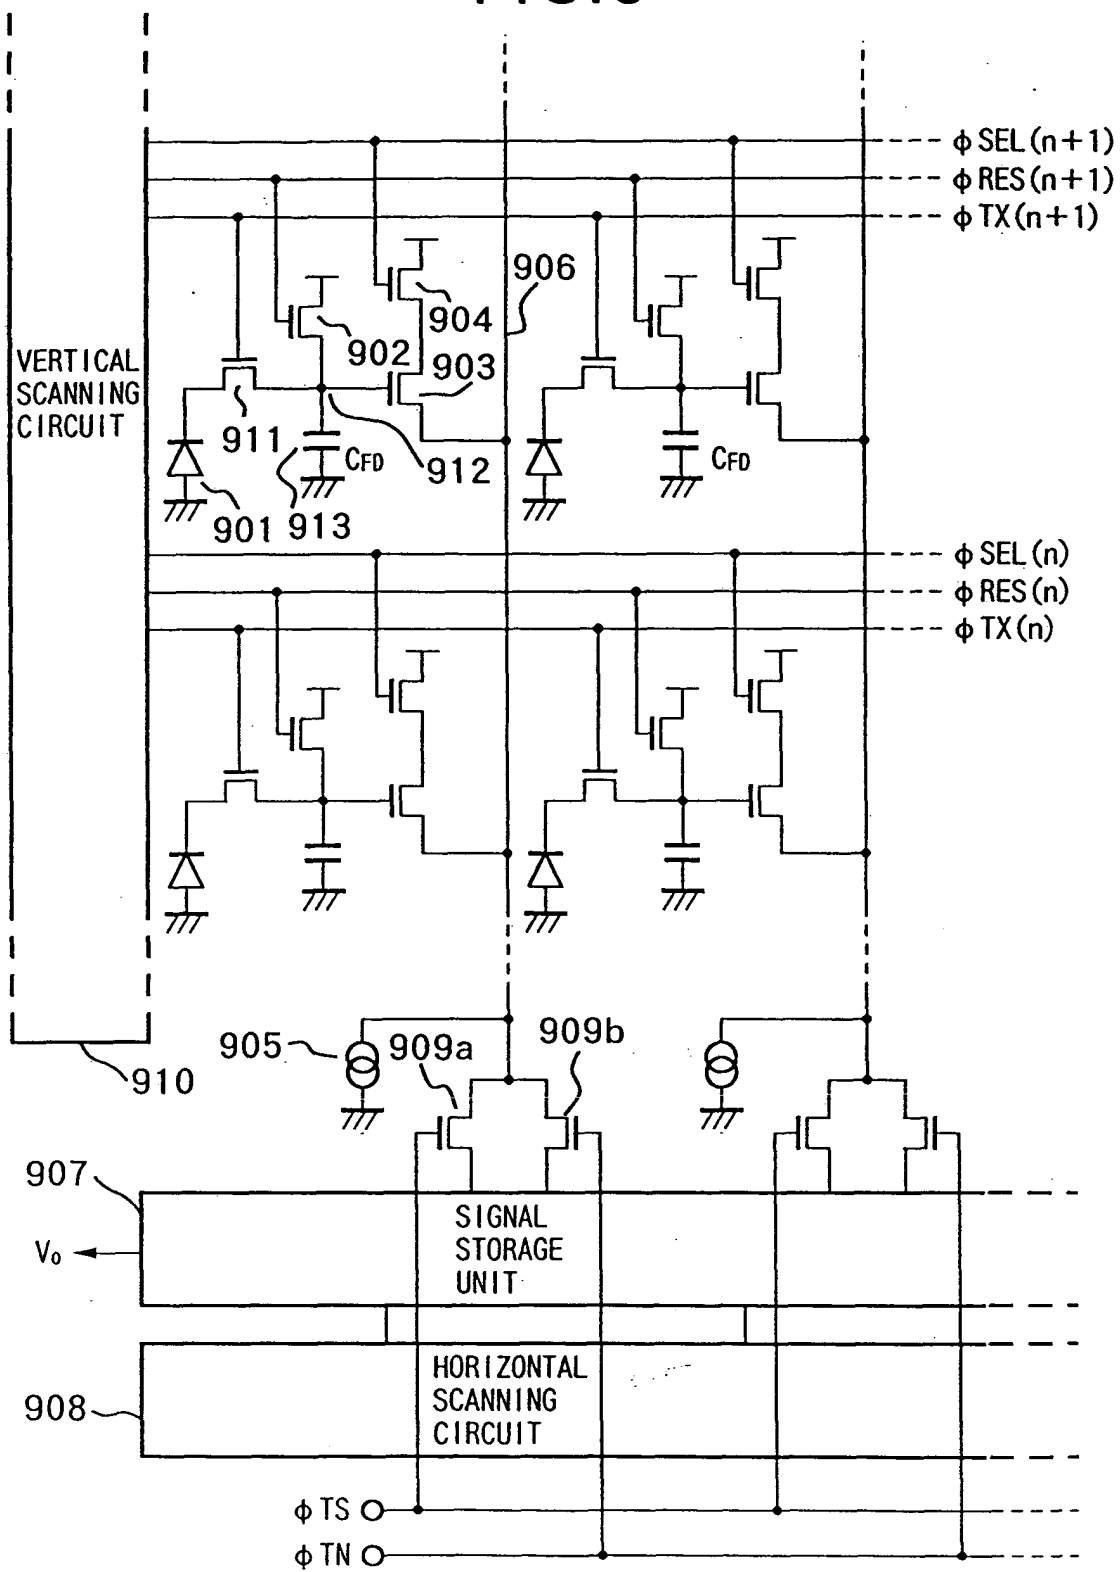 φSEL(n+1)
φRES(n+1)
φTX(n+1)
906
904
902
903
VERTICAL
SCANNING
CIRCUIT
911
912
CFD
CFD
901
913
φSEL(n)
φRES(n)
φTX(n)
905
909a
909b
910
907
SIGNAL
STORAGE
UNIT
V0
HORIZONTAL
SCANNING
CIRCUIT
908
φTS
φTN